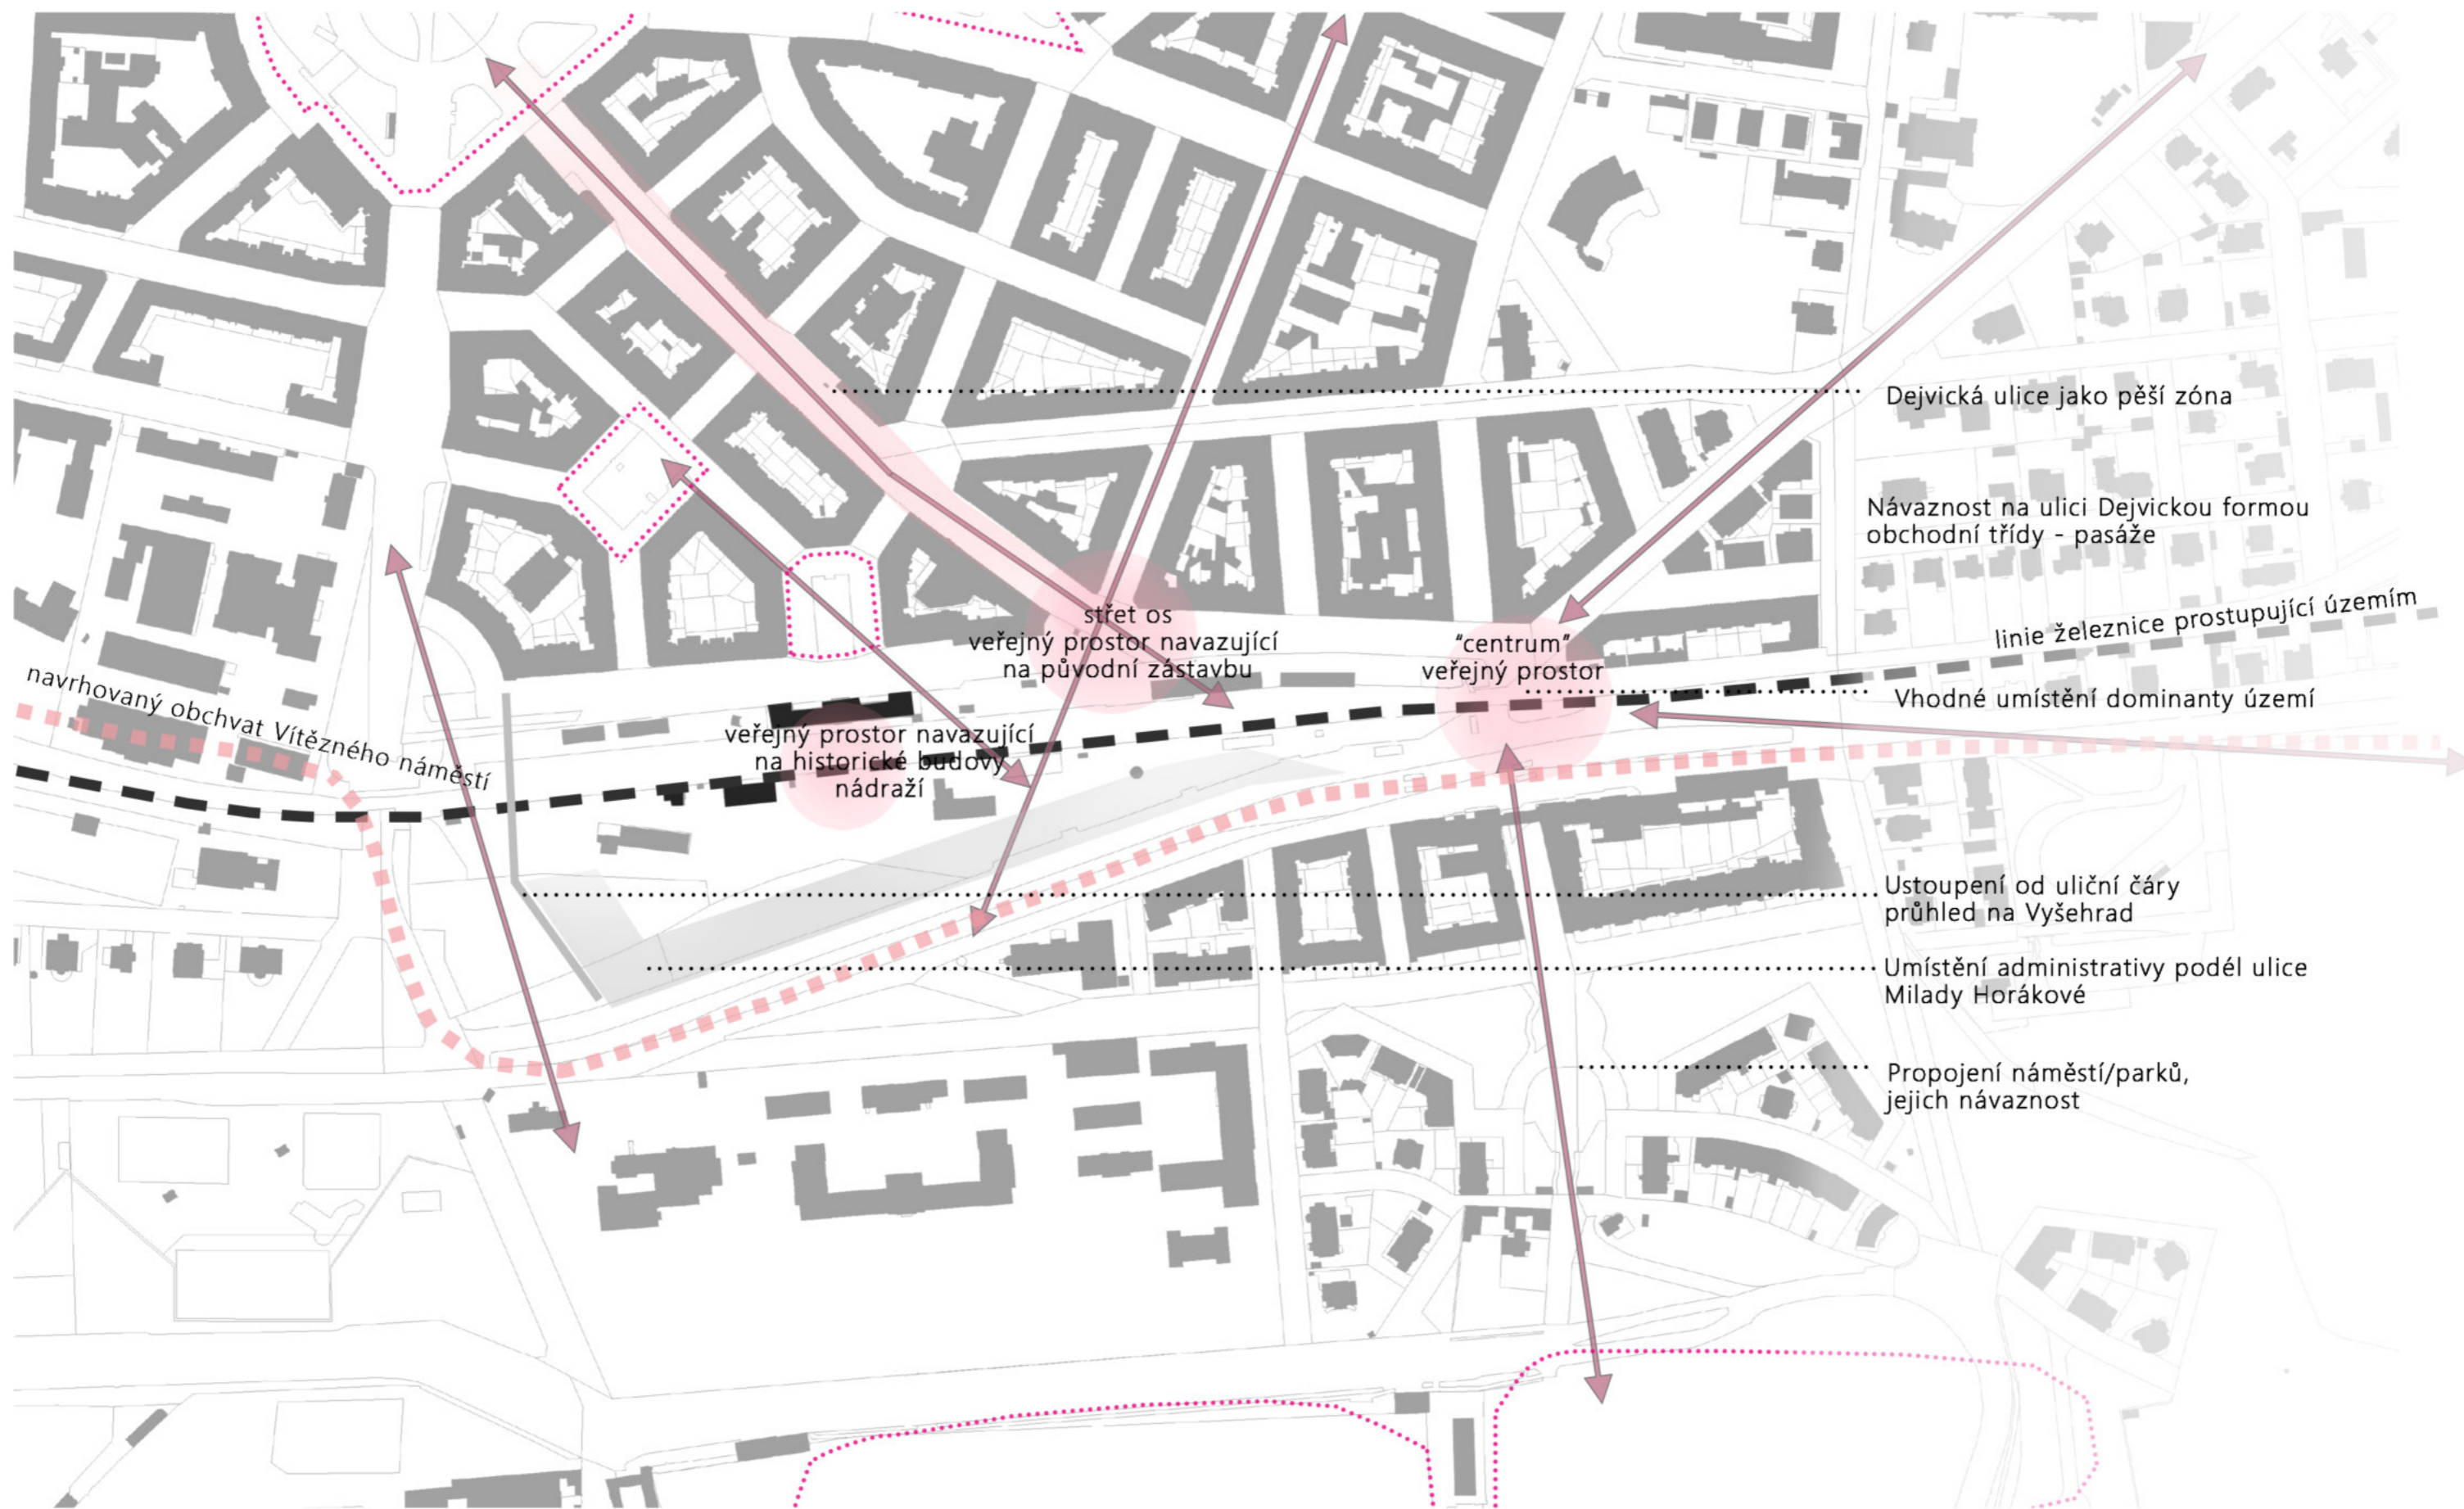 Dejvická ulice jako pěší zóna
Návaznost na ulici Dejvickou formou
obchodní třídy - pasáže
linie železnice prostupující územím
střet os
veřejný prostor navazující
na původní zástavbu
"centrum"
veřejný prostor
navrhovaný obchvat Vítězného náměstí
Vhodné umístění dominanty území
veřejný prostor navazující
na historické budovy
nádraží
Ustoupení od uliční čáry
průhled na Vyšehrad
Umístění administrativy podél ulice
Milady Horákové
Propojení náměstí/parků,
jejich návaznost